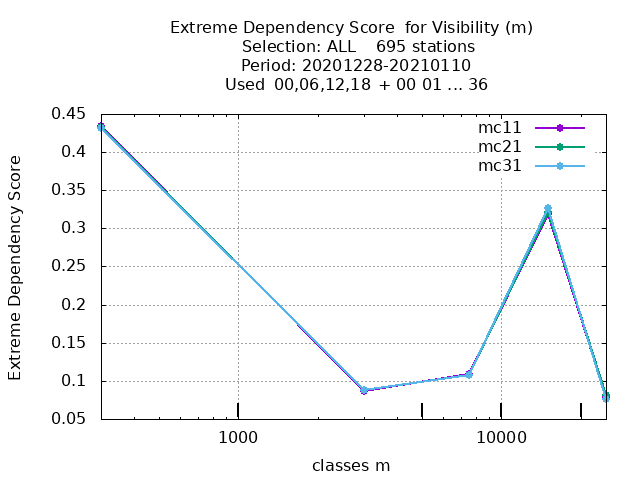 Extreme Dependency Score  for Visibility (m)
Selection: ALL    695 stations
Period: 20201228-20210110
Used  00,06,12,18  + 00 01 ... 36
mc11
mc21
mc31
0.45
0.4
0.35
0.3
0.25
0.2
0.15
0.1
0.05
Extreme Dependency Score
1000
10000
classes m